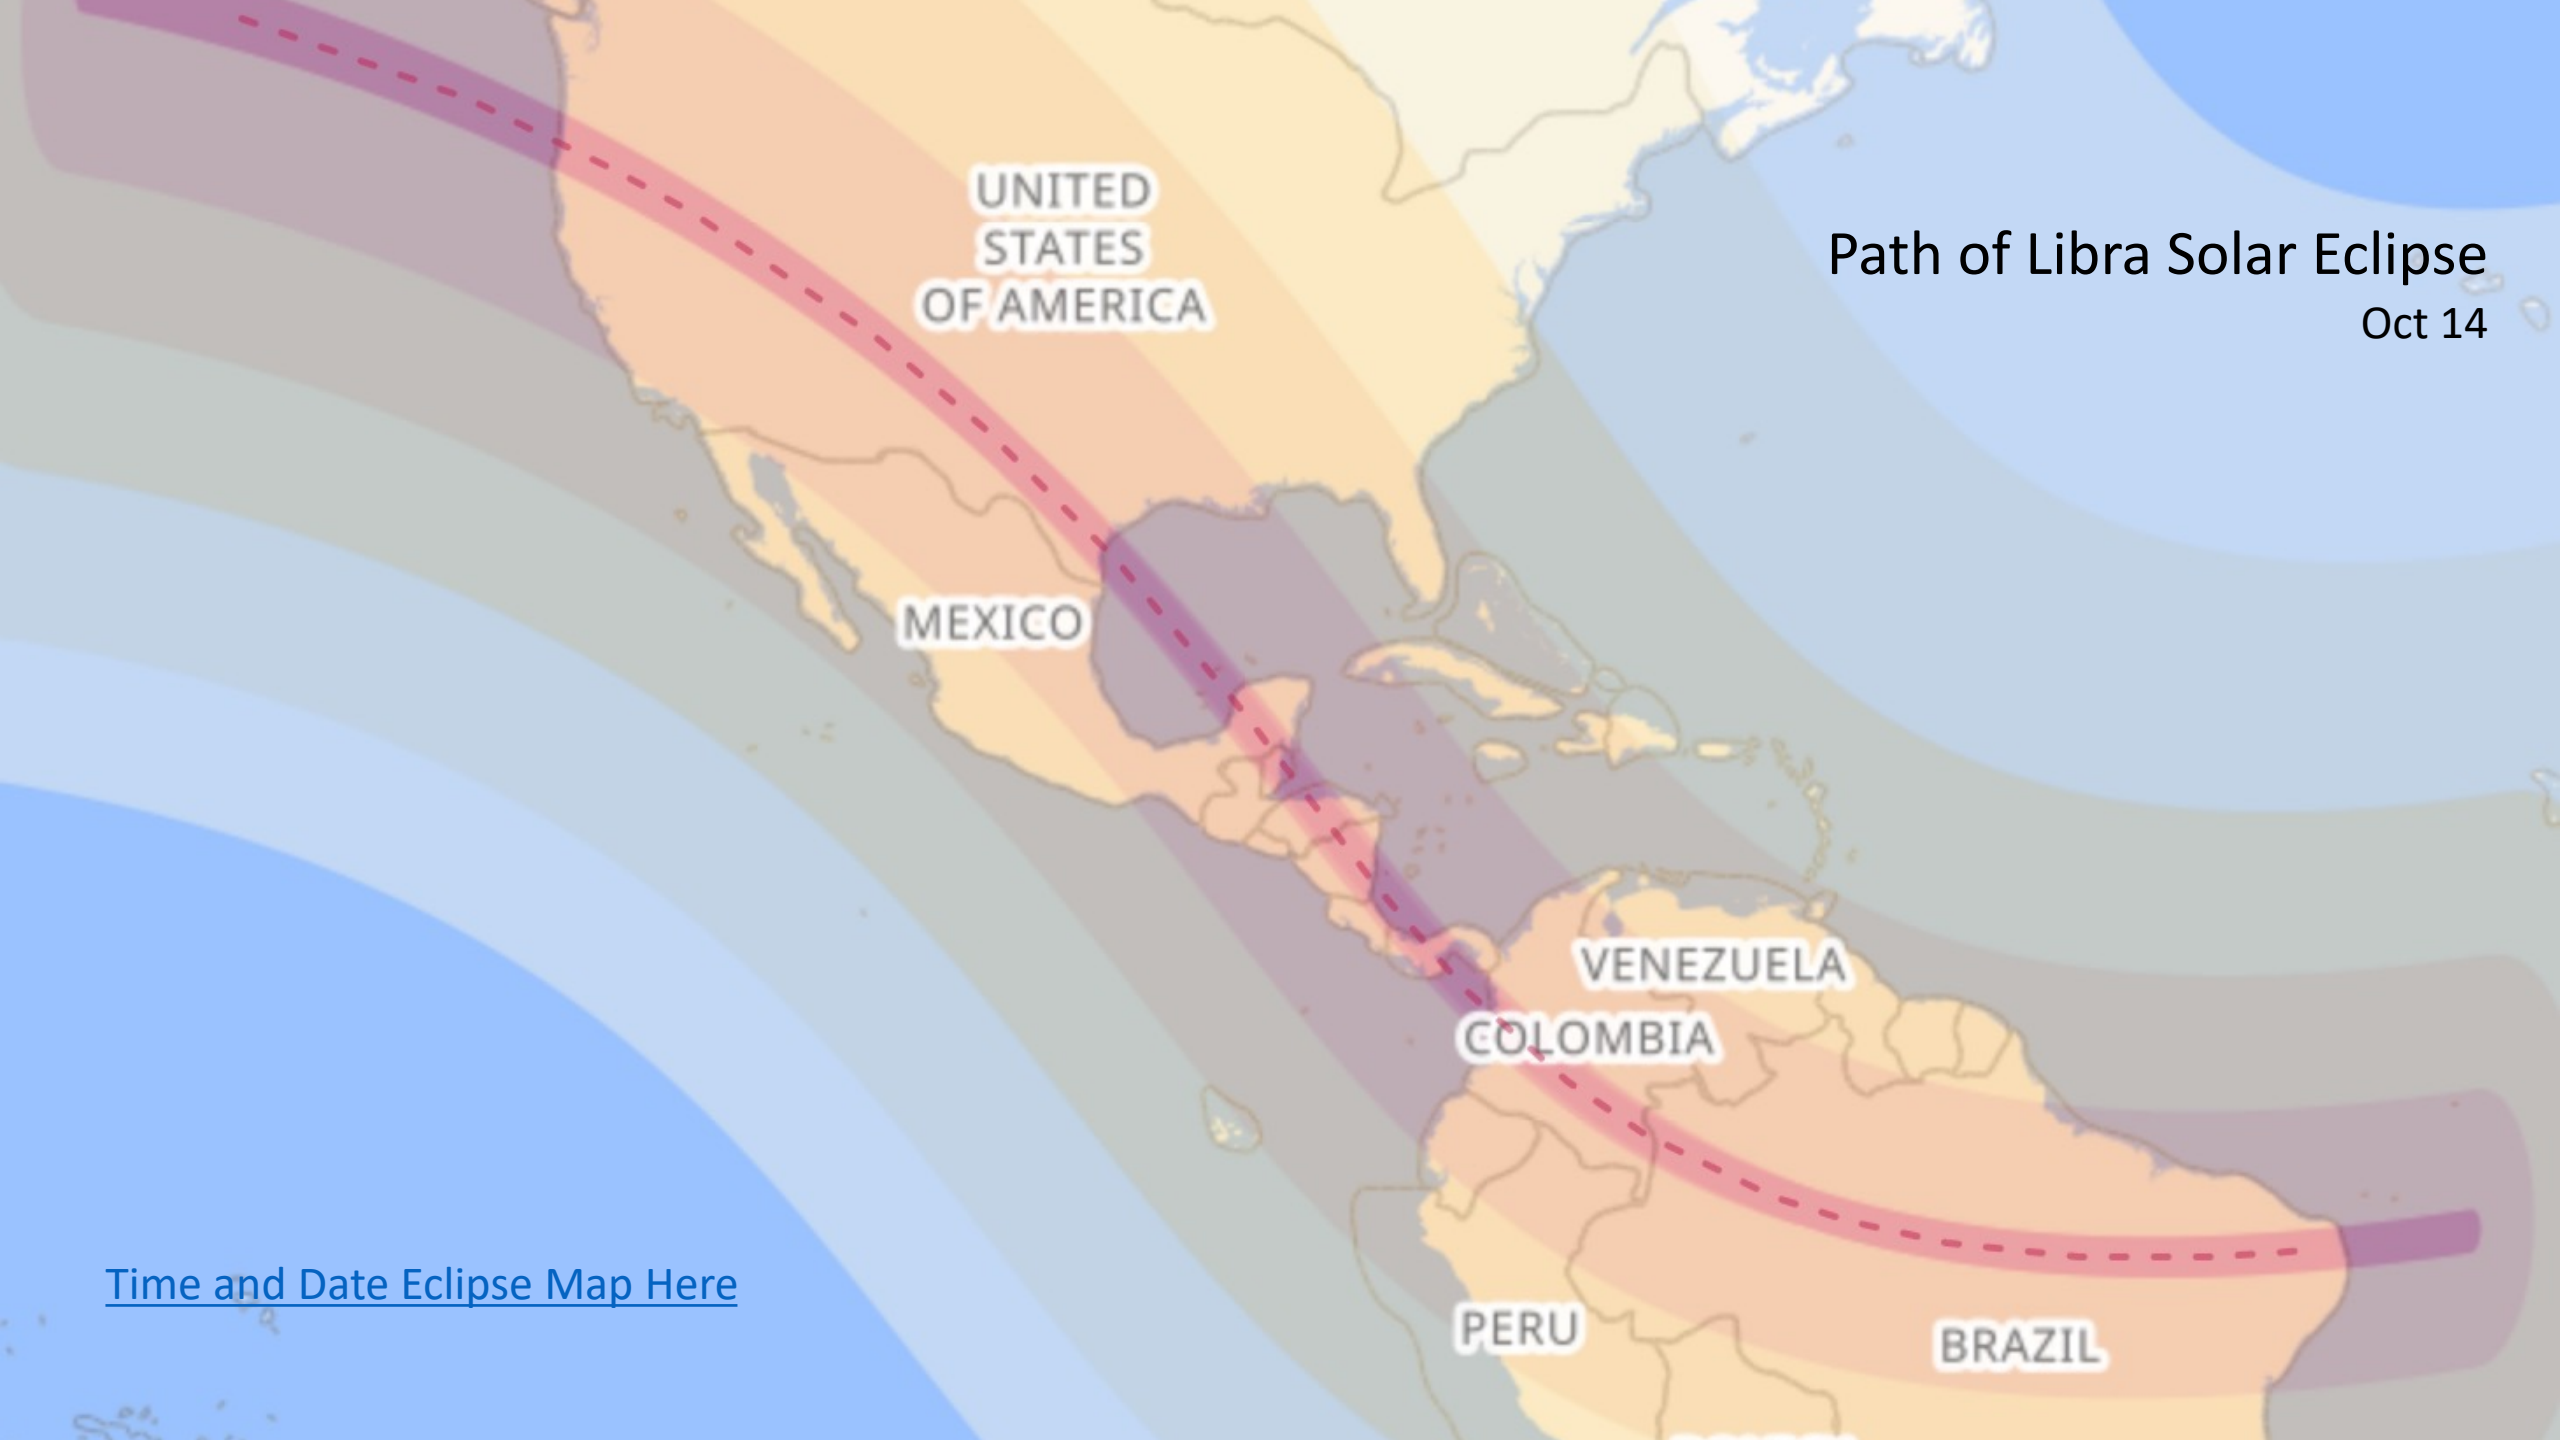 UNITED
STATES
OF AMERICA
Path of Libra Solar Eclipse
Oct 14
MEXICO
VENEZUELA
COLOMBIA
Time and Date Eclipse Map Here
PERU
BRAZIL